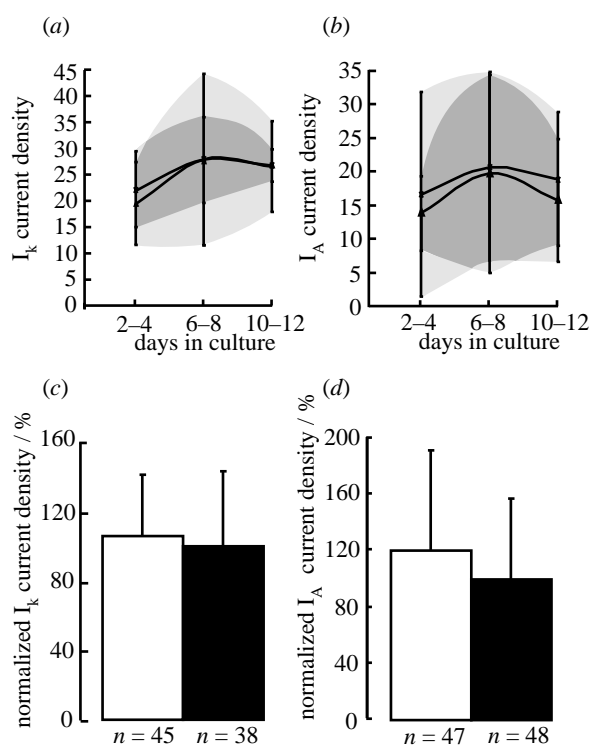 (a)
I_k current density
45
40
35
30
25
20
15
10
5
0
2–4 6–8 10–12
days in culture
(b)
I_A current density
35
30
25
20
15
10
5
0
2–4 6–8 10–12
days in culture
(c)
normalized I_k current density / %
160
120
80
40
0
n = 45 n = 38
(d)
normalized I_A current density / %
200
160
120
80
40
0
n = 47 n = 48